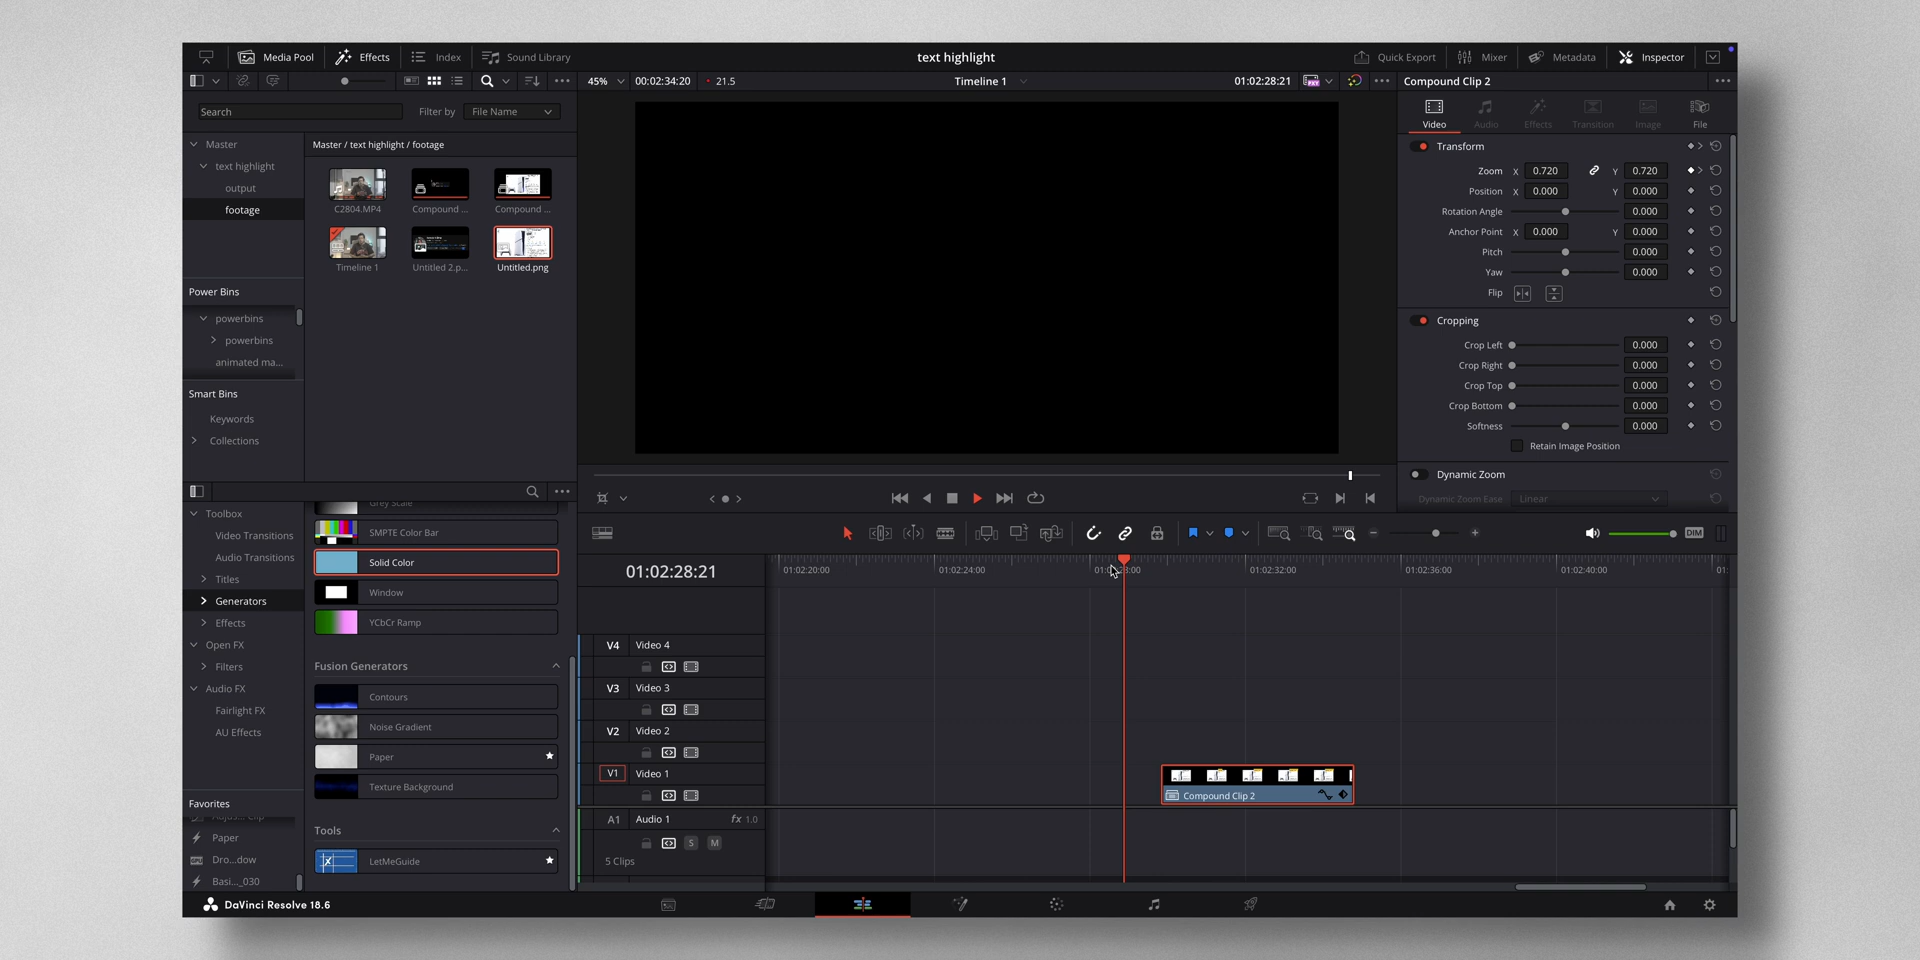 Media Pool
Effects
Index
Sound Library
text highlight
Quick Export
Mixer
Metadata
Inspector
45%
00:02:34:20
21.5
Timeline 1
01:02:28:21
Compound Clip 2
Search
Filter by
File Name
Video
Audio
Effects
Transition
Image
File
Master
text highlight
output
footage
Master / text highlight / footage
C2804.MP4
Compound ...
Compound ...
Timeline 1
Untitled 2.p...
Untitled.png
Transform
Zoom X 0.720 Y 0.720
Position X 0.000 Y 0.000
Rotation Angle 0.000
Anchor Point X 0.000 Y 0.000
Pitch 0.000
Yaw 0.000
Flip
Cropping
Crop Left 0.000
Crop Right 0.000
Crop Top 0.000
Crop Bottom 0.000
Softness 0.000
Retain Image Position
Dynamic Zoom
Dynamic Zoom Ease Linear
Power Bins
powerbins
powerbins
animated ma...
Smart Bins
Keywords
Collections
Toolbox
Video Transitions
Audio Transitions
Titles
Generators
Effects
Open FX
Filters
Audio FX
Fairlight FX
AU Effects
Favorites
Paper
Dro...dow
Basi..._030
Grey Scale
SMPTE Color Bar
Solid Color
Window
YCbCr Ramp
Fusion Generators
Contours
Noise Gradient
Paper
Texture Background
Tools
LetMeGuide
DIM
01:02:28:21
01:02:20:00
01:02:24:00
01:02:32:00
01:02:36:00
01:02:40:00
V4 Video 4
V3 Video 3
V2 Video 2
V1 Video 1
Compound Clip 2
A1 Audio 1 fx 1.0
S M
5 Clips
DaVinci Resolve 18.6